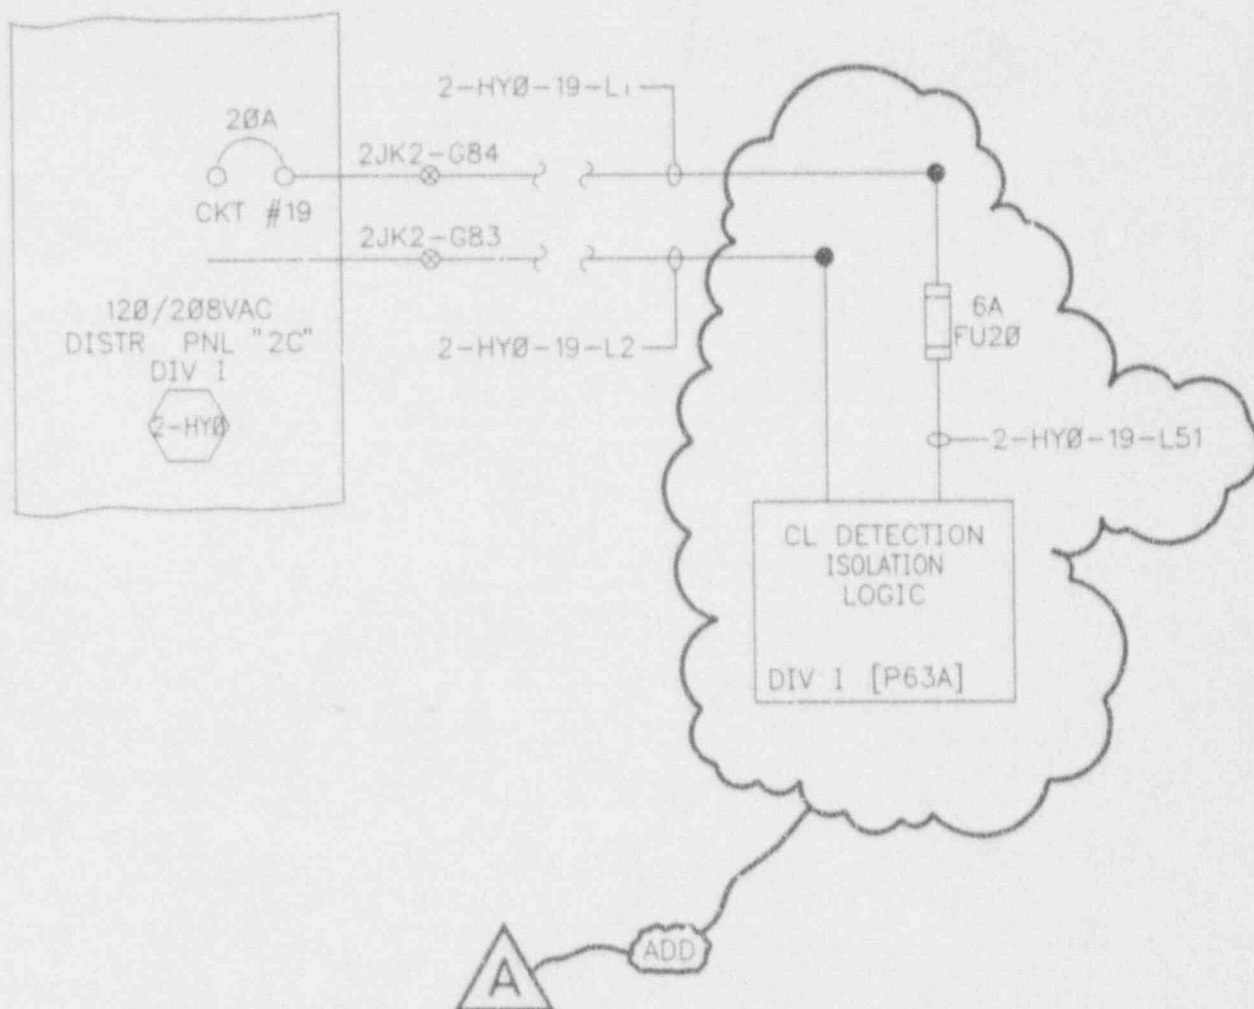 2-HYØ-19-L1
20A
2JK2-G84
CKT #19
2JK2-G83
120/208VAC
DISTR PNL "2C"
DIV I
2-HYØ
2-HYØ-19-L2
6A
FU20
2-HYØ-19-L51
CL DETECTION
ISOLATION
LOGIC
DIV I [P63A]
ADD
A